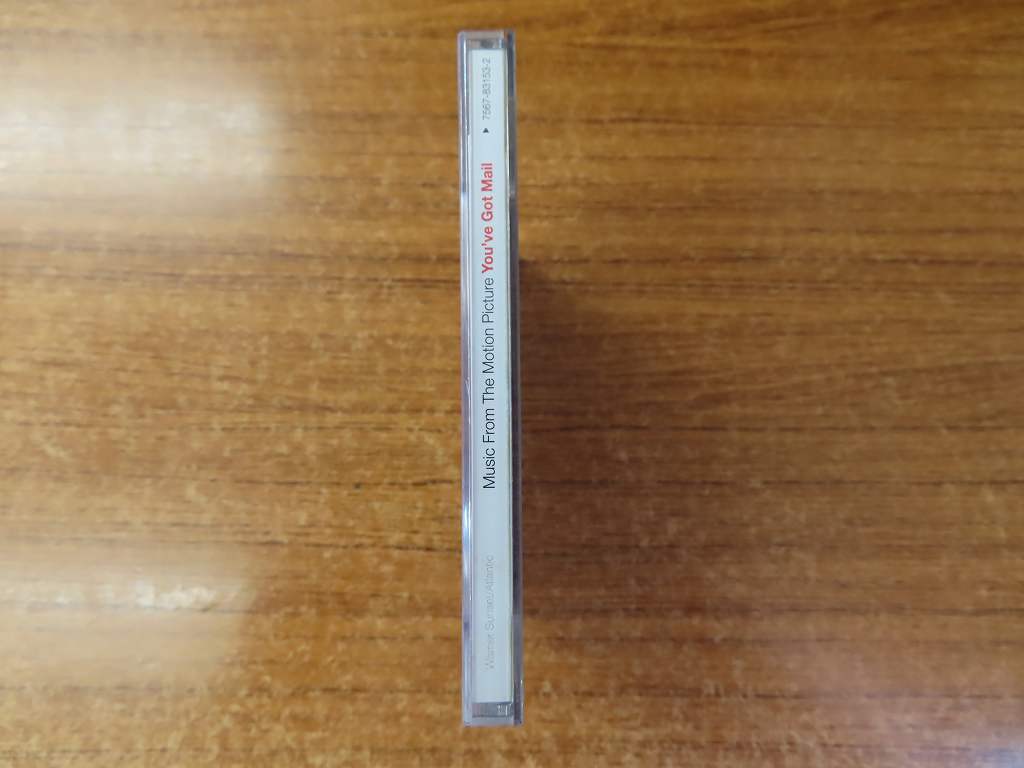 Warner Sunset/Atlantic
Music From The Motion Picture You've Got Mail
▶ 7567-83153-2